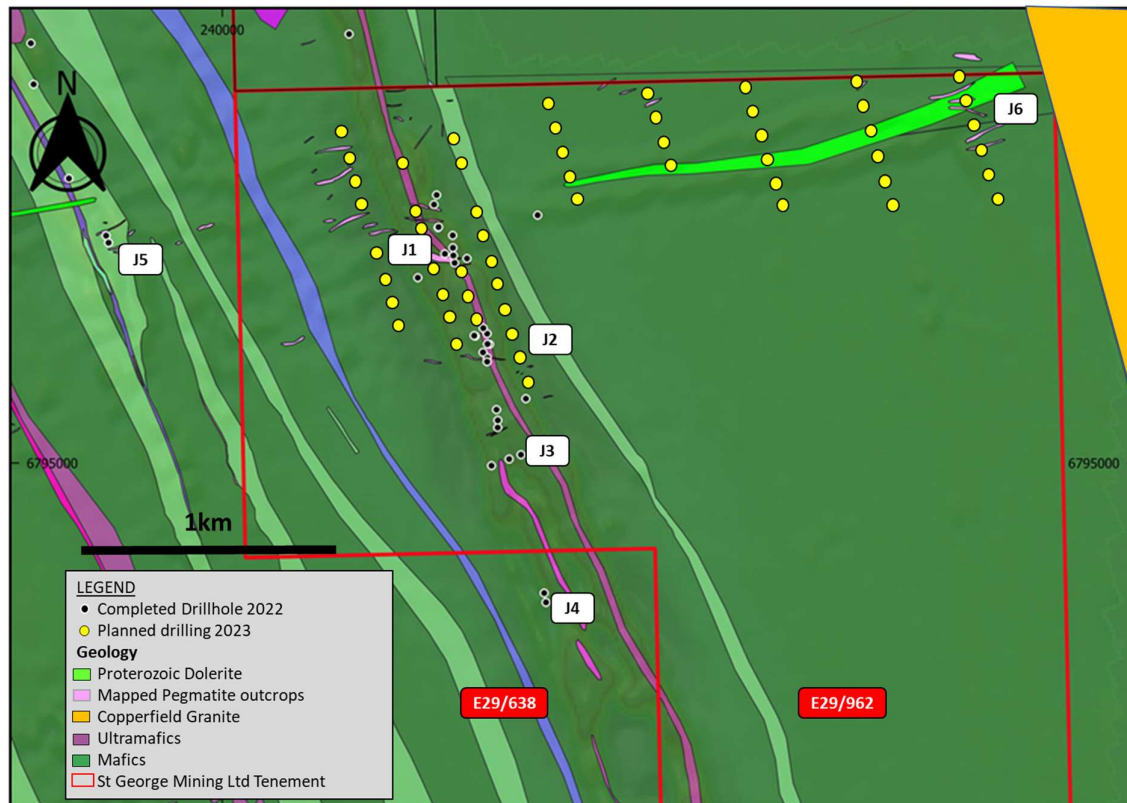 240000
N
J6
J1
J5
J2
J3
6795000
6795000
1km
J4
LEGEND
Completed Drillhole 2022
Planned drilling 2023
Geology
Proterozoic Dolerite
Mapped Pegmatite outcrops
Copperfield Granite
Ultramafics
Mafics
St George Mining Ltd Tenement
E29/638
E29/962